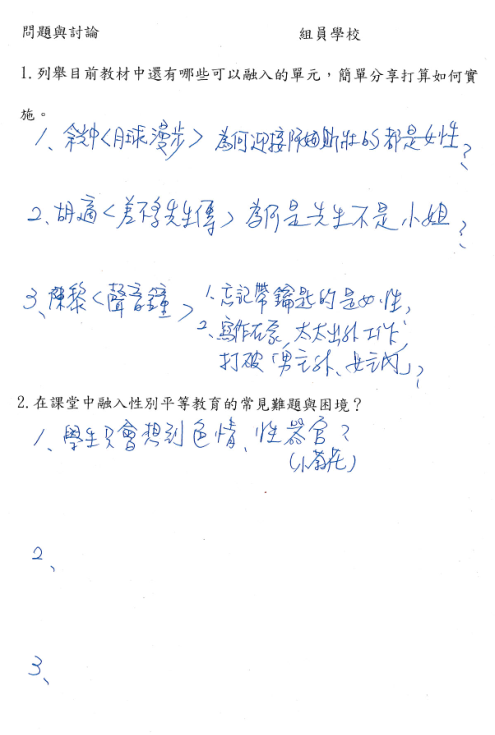 問題與討論 組員學校
1.列舉目前教材中還有哪些可以融入的單元，簡單分享打算如何實
施。
1、余光中〈月球漫步〉為何迎接阿姆斯壯的都是女性？
2、胡適〈差不多先生傳〉為何是先生不是小姐？
3、陳黎〈聲音鐘〉1、忘記帶鑰匙的是女性，
2、寫作在家，太太出外工作，
打破「男主外、女主內」？
2.在課堂中融入性別平等教育的常見難題與困境？
1、學生只會想到色情、性器官？
(小菊花)
2、
3、